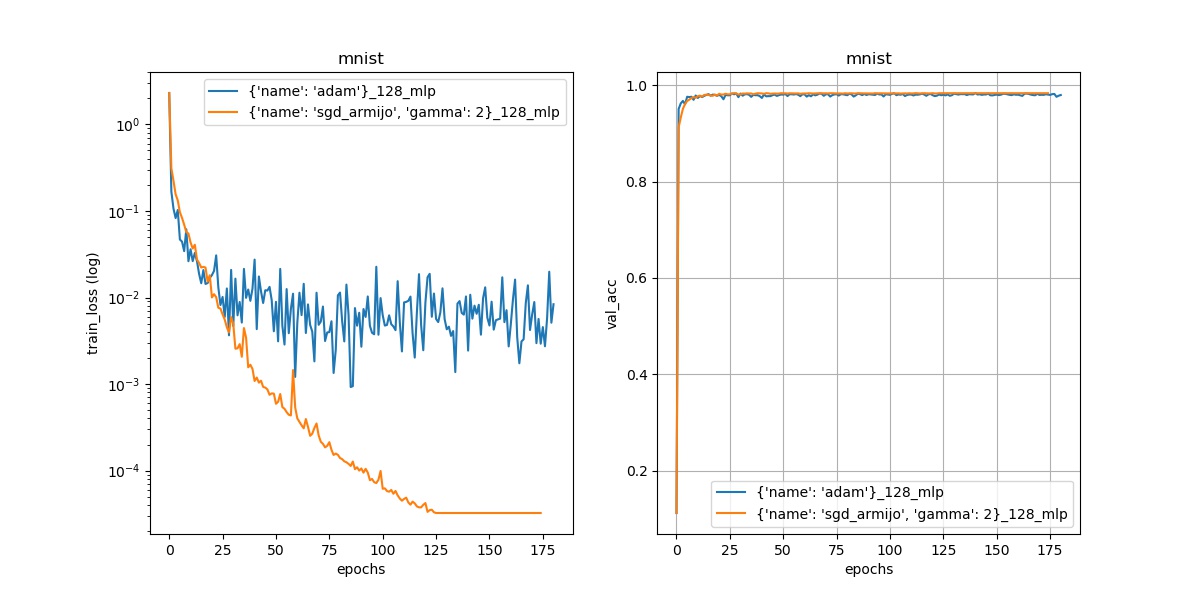 mnist
{'name': 'adam'}_128_mlp
{'name': 'sgd_armijo', 'gamma': 2}_128_mlp
train_loss (log)
10⁰
10⁻¹
10⁻²
10⁻³
10⁻⁴
0 25 50 75 100 125 150 175
epochs
mnist
val_acc
1.0
0.8
0.6
0.4
0.2
{'name': 'adam'}_128_mlp
{'name': 'sgd_armijo', 'gamma': 2}_128_mlp
0 25 50 75 100 125 150 175
epochs